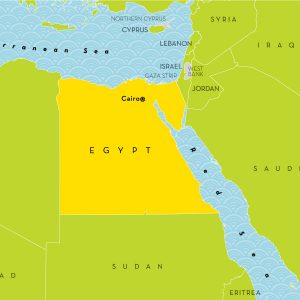 NORTHERN CYPRUS
CYPRUS
SYRIA
rranean Sea
LEBANON
IRAQ
ISRAEL
WEST
BANK
GAZA STRIP
JORDAN
Cairo
EGYPT
Red Sea
SAUD
AD
SUDAN
ERITREA